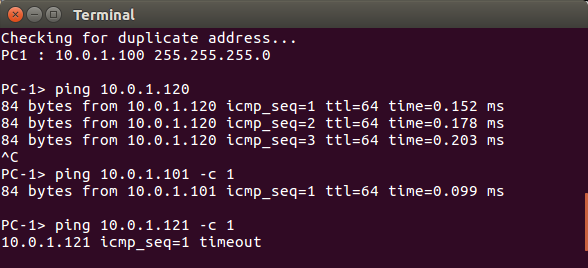 Terminal
Checking for duplicate address...
PC1 : 10.0.1.100 255.255.255.0
PC-1> ping 10.0.1.120
84 bytes from 10.0.1.120 icmp_seq=1 ttl=64 time=0.152 ms
84 bytes from 10.0.1.120 icmp_seq=2 ttl=64 time=0.178 ms
84 bytes from 10.0.1.120 icmp_seq=3 ttl=64 time=0.203 ms
^C
PC-1> ping 10.0.1.101 -c 1
84 bytes from 10.0.1.101 icmp_seq=1 ttl=64 time=0.099 ms
PC-1> ping 10.0.1.121 -c 1
10.0.1.121 icmp_seq=1 timeout